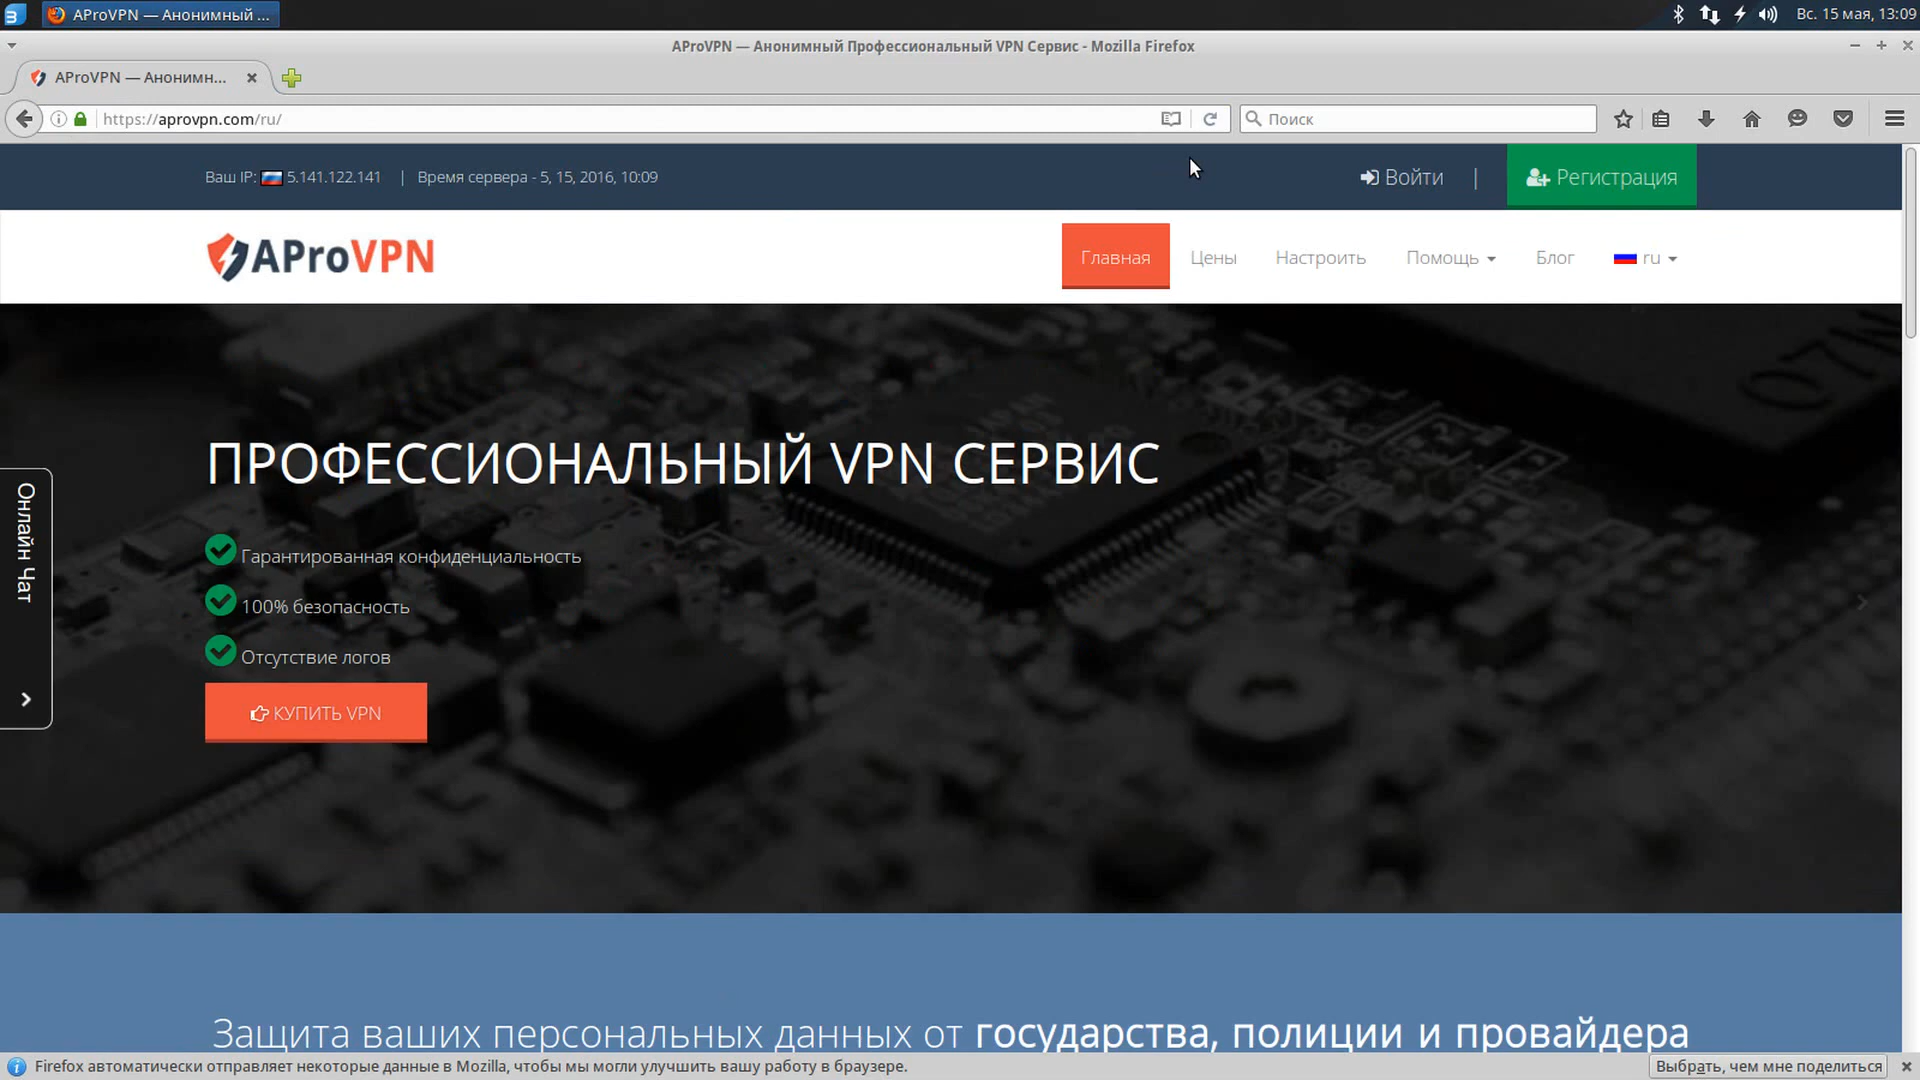 AProVPN — Анонимный ...
Вс. 15 мая, 13:09
AProVPN — Анонимный Профессиональный VPN Сервис - Mozilla Firefox
AProVPN — Анонимн...
https://aprovpn.com/ru/
Поиск
Ваш IP: 5.141.122.141 | Время сервера - 5, 15, 2016, 10:09
Войти | Регистрация
AProVPN
Главная Цены Настроить Помощь Блог ru
ПРОФЕССИОНАЛЬНЫЙ VPN СЕРВИС
Гарантированная конфиденциальность
100% безопасность
Отсутствие логов
КУПИТЬ VPN
Онлайн Чат
Защита ваших персональных данных от государства, полиции и провайдера
Firefox автоматически отправляет некоторые данные в Mozilla, чтобы мы могли улучшить вашу работу в браузере.
Выбрать, чем мне поделиться